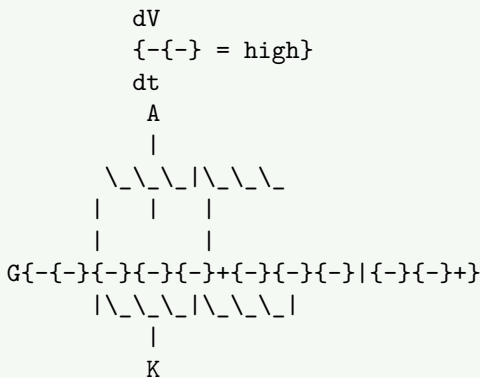 dV
{-{-} = high}
dt
A
|
\_\_\_|\_\_\_
| | |
| |
G{-{-}{-}{-}{-}+{-}{-}{-}|{-}{-}+}
|\_\_\_|\_\_\_|
|
K